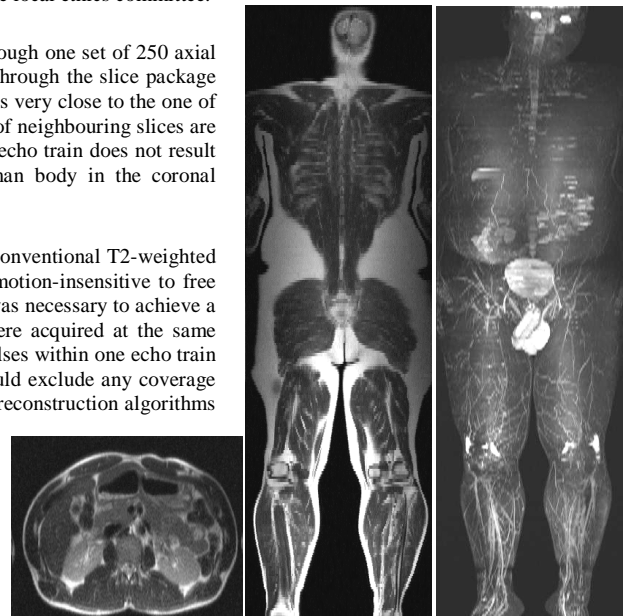 e local ethics committee.
ough one set of 250 axial
hrough the slice package
s very close to the one of
of neighbouring slices are
echo train does not result
nan body in the coronal
onventional T2-weighted
motion-insensitive to free
vas necessary to achieve a
ere acquired at the same
lses within one echo train
uld exclude any coverage
reconstruction algorithms